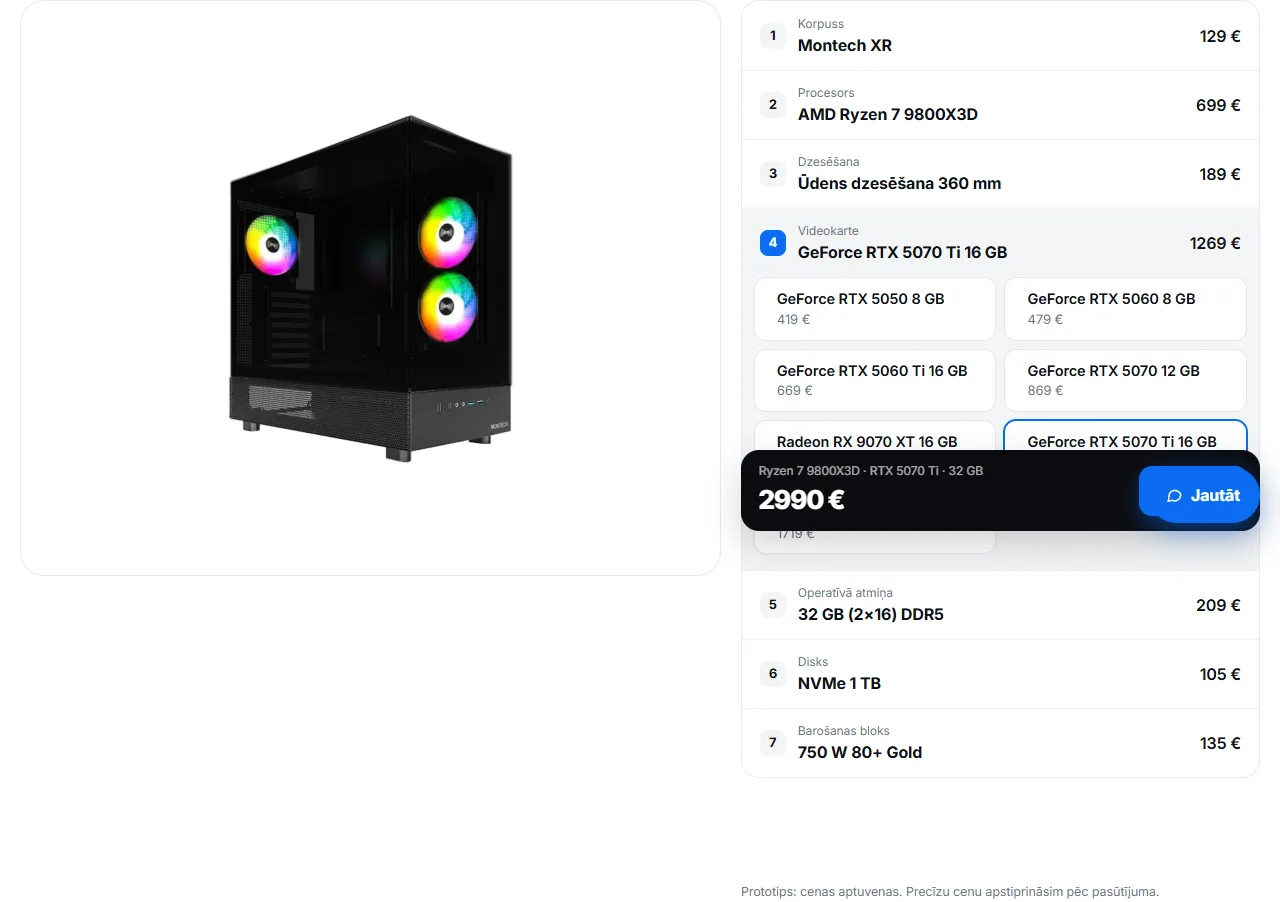 1
Korpuss
Montech XR
129 €
2
Procesors
AMD Ryzen 7 9800X3D
699 €
3
Dzesēšana
Ūdens dzesēšana 360 mm
189 €
4
Videokarte
GeForce RTX 5070 Ti 16 GB
1269 €
GeForce RTX 5050 8 GB
419 €
GeForce RTX 5060 8 GB
479 €
GeForce RTX 5060 Ti 16 GB
669 €
GeForce RTX 5070 12 GB
869 €
Radeon RX 9070 XT 16 GB
GeForce RTX 5070 Ti 16 GB
Ryzen 7 9800X3D · RTX 5070 Ti · 32 GB
2990 €
Jautāt
1719 €
5
Operatīvā atmiņa
32 GB (2×16) DDR5
209 €
6
Disks
NVMe 1 TB
105 €
7
Barošanas bloks
750 W 80+ Gold
135 €
MONTECH
Prototips: cenas aptuvenas. Precīzu cenu apstiprināsim pēc pasūtījuma.